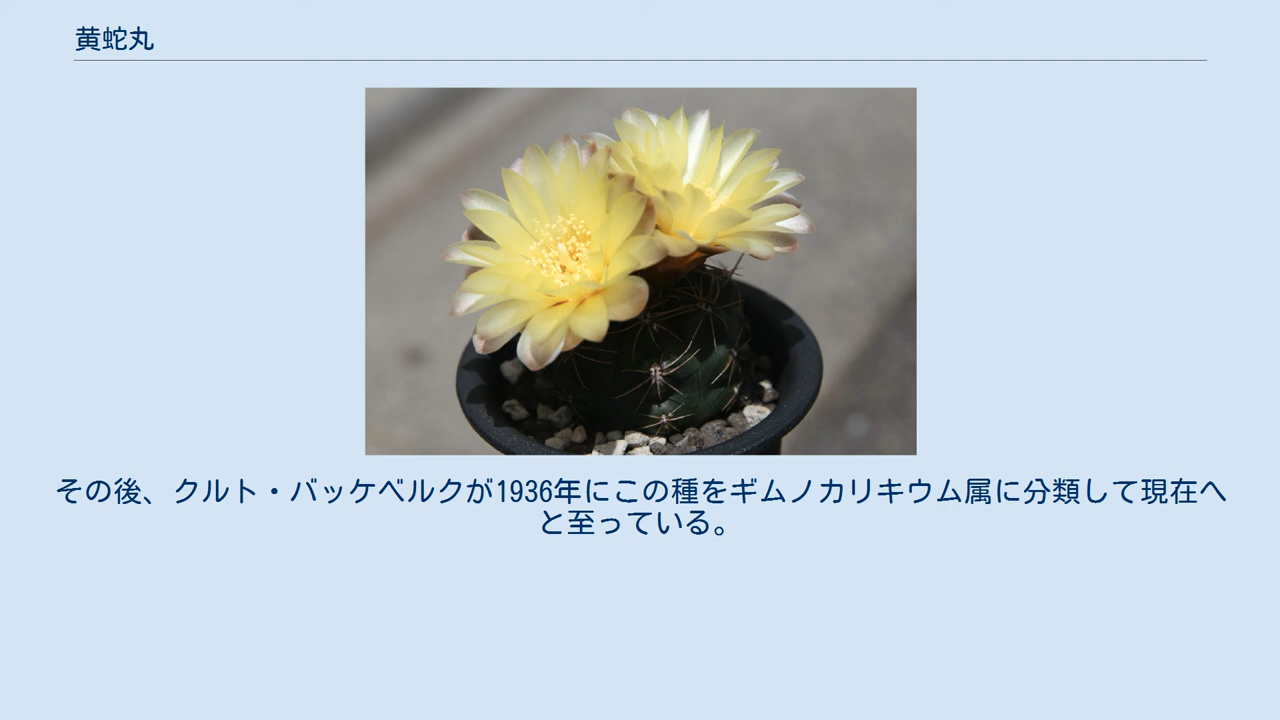 黄蛇丸
その後、クルト・バッケベルクが1936年にこの種をギムノカリキウム属に分類して現在へ
と至っている。